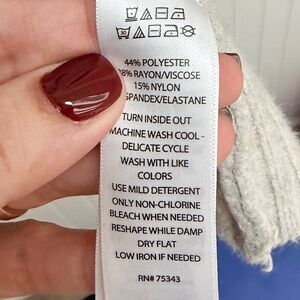 44% POLYESTER
8% RAYON/VISCOSE
15% NYLON
SPANDEX/ELASTANE
TURN INSIDE OUT
MACHINE WASH COOL -
DELICATE CYCLE
WASH WITH LIKE
COLORS
USE MILD DETERGENT
ONLY NON-CHLORINE
BLEACH WHEN NEEDED
RESHAPE WHILE DAMP
DRY FLAT
LOW IRON IF NEEDED
RN# 75343